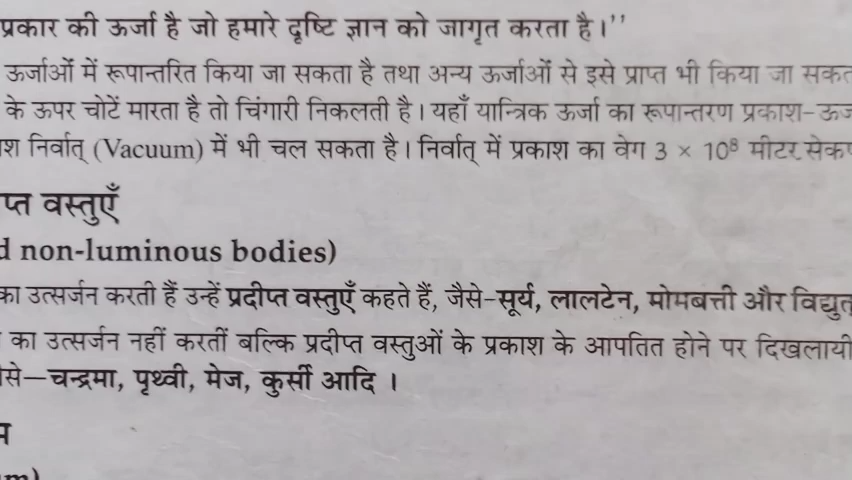 प्रकार की ऊर्जा है जो हमारे दृष्टि ज्ञान को जागृत करता है।’’
ऊर्जाओं में रूपान्तरित किया जा सकता है तथा अन्य ऊर्जाओं से इसे प्राप्त भी किया जा सकत
के ऊपर चोटें मारता है तो चिंगारी निकलती है। यहाँ यान्त्रिक ऊर्जा का रूपान्तरण प्रकाश-ऊर्ज
श निर्वात् (Vacuum) में भी चल सकता है। निर्वात् में प्रकाश का वेग 3 × 10⁸ मीटर सेकण
प्त वस्तुएँ
d non-luminous bodies)
का उत्सर्जन करती हैं उन्हें प्रदीप्त वस्तुएँ कहते हैं, जैसे-सूर्य, लालटेन, मोमबत्ती और विद्युत
का उत्सर्जन नहीं करतीं बल्कि प्रदीप्त वस्तुओं के प्रकाश के आपतित होने पर दिखलायी
से—चन्द्रमा, पृथ्वी, मेज, कुर्सी आदि ।